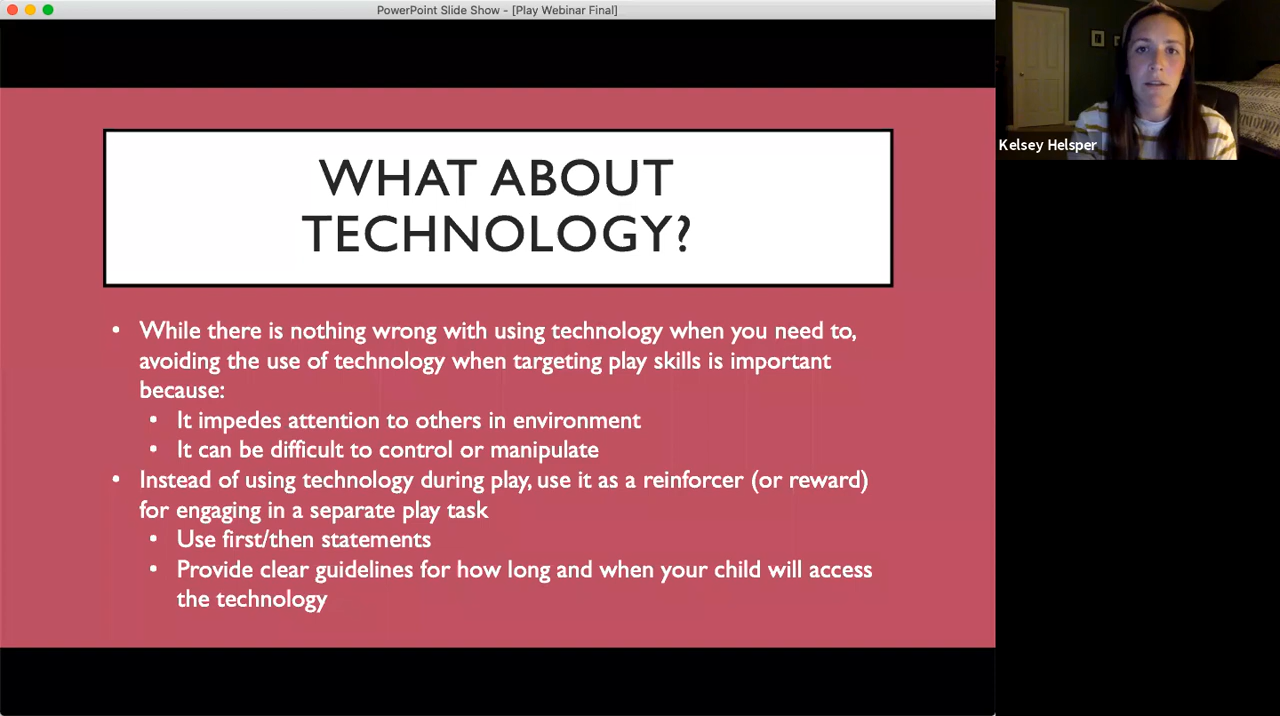 PowerPoint Slide Show - [Play Webinar Final]
Kelsey Helsper
WHAT ABOUT
TECHNOLOGY?
• While there is nothing wrong with using technology when you need to,
avoiding the use of technology when targeting play skills is important
because:
• It impedes attention to others in environment
• It can be difficult to control or manipulate
• Instead of using technology during play, use it as a reinforcer (or reward)
for engaging in a separate play task
• Use first/then statements
• Provide clear guidelines for how long and when your child will access
the technology